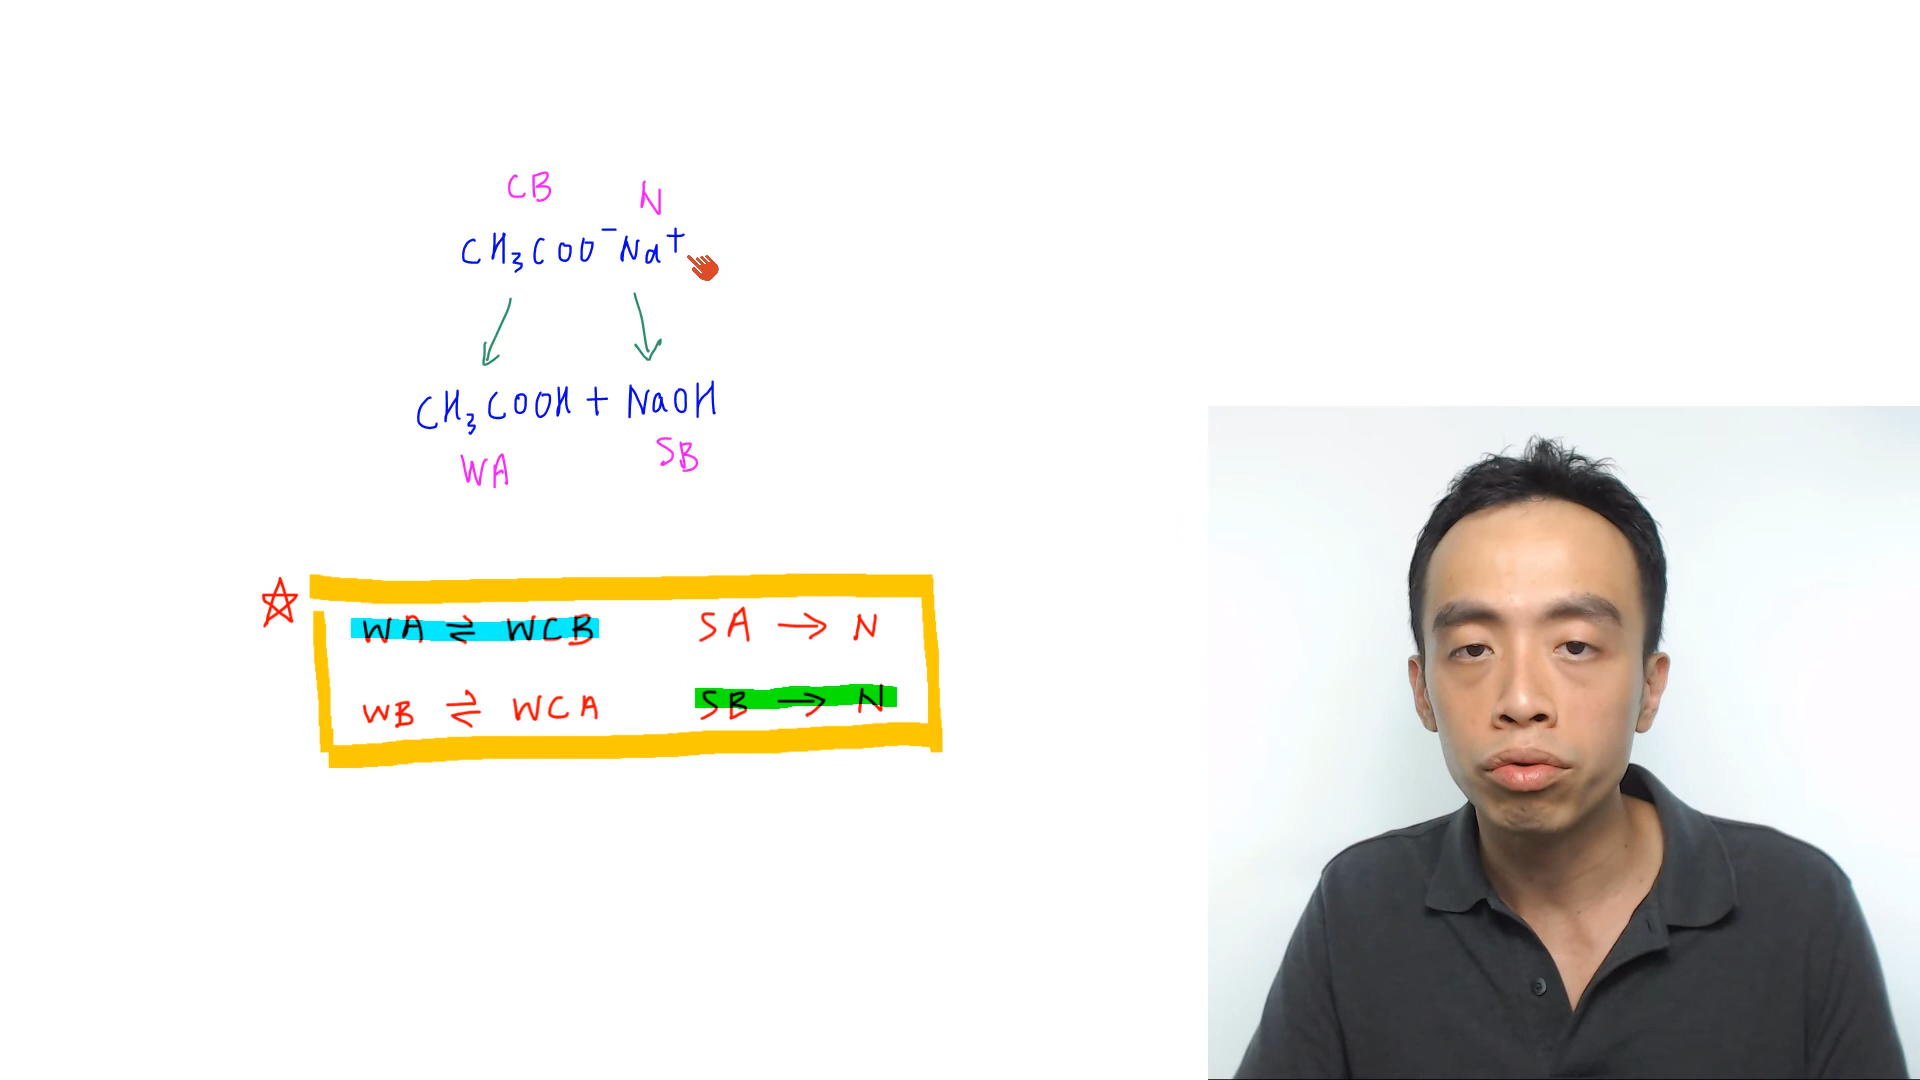 CB N
CH₃COO⁻Na⁺
CH₃COOH + NaOH
WA SB
WA ⇌ WCB SA → N
WB ⇌ WCA SB → N